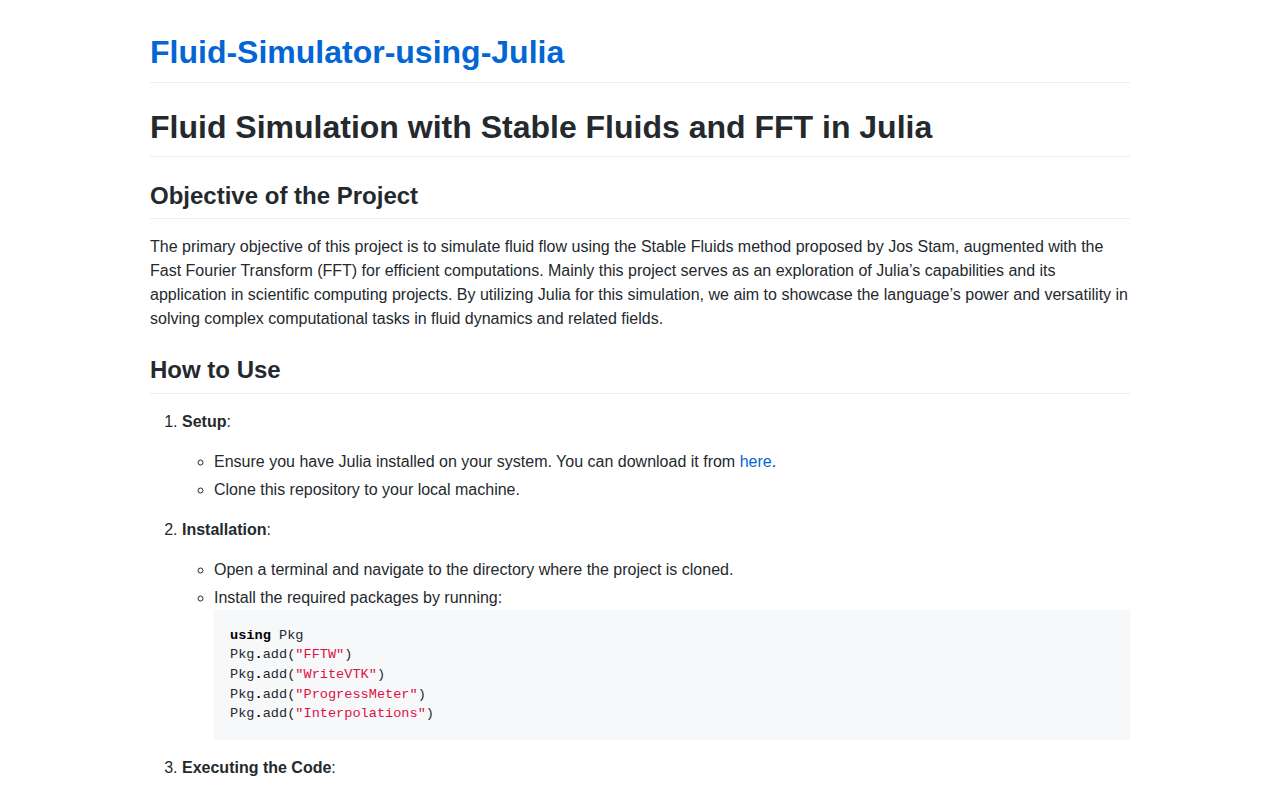 Fluid-Simulator-using-Julia
Fluid Simulation with Stable Fluids and FFT in Julia
Objective of the Project
The primary objective of this project is to simulate fluid flow using the Stable Fluids method proposed by Jos Stam, augmented with the
Fast Fourier Transform (FFT) for efficient computations. Mainly this project serves as an exploration of Julia’s capabilities and its
application in scientific computing projects. By utilizing Julia for this simulation, we aim to showcase the language’s power and versatility in
solving complex computational tasks in fluid dynamics and related fields.
How to Use
1. Setup:
Ensure you have Julia installed on your system. You can download it from here.
Clone this repository to your local machine.
2. Installation:
Open a terminal and navigate to the directory where the project is cloned.
Install the required packages by running:
using Pkg
Pkg.add("FFTW")
Pkg.add("WriteVTK")
Pkg.add("ProgressMeter")
Pkg.add("Interpolations")
3. Executing the Code: